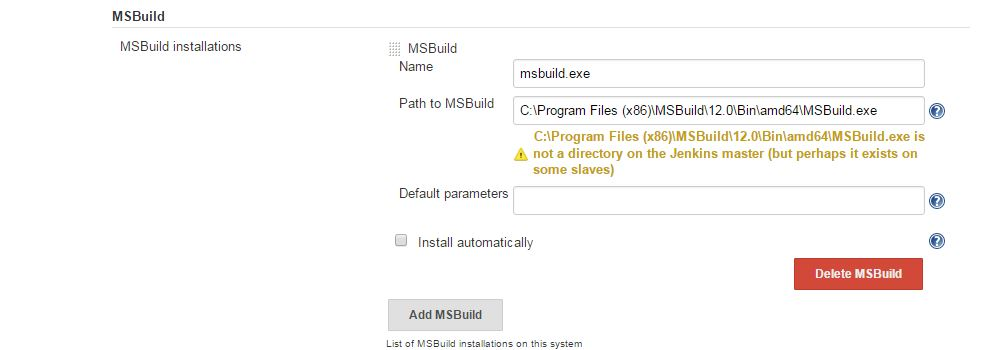 MSBuild
MSBuild installations
MSBuild
Name
msbuild.exe
Path to MSBuild
C:\Program Files (x86)\MSBuild\12.0\Bin\amd64\MSBuild.exe
?
C:\Program Files (x86)\MSBuild\12.0\Bin\amd64\MSBuild.exe is
not a directory on the Jenkins master (but perhaps it exists on
some slaves)
Default parameters
?
Install automatically
?
Delete MSBuild
Add MSBuild
List of MSBuild installations on this system